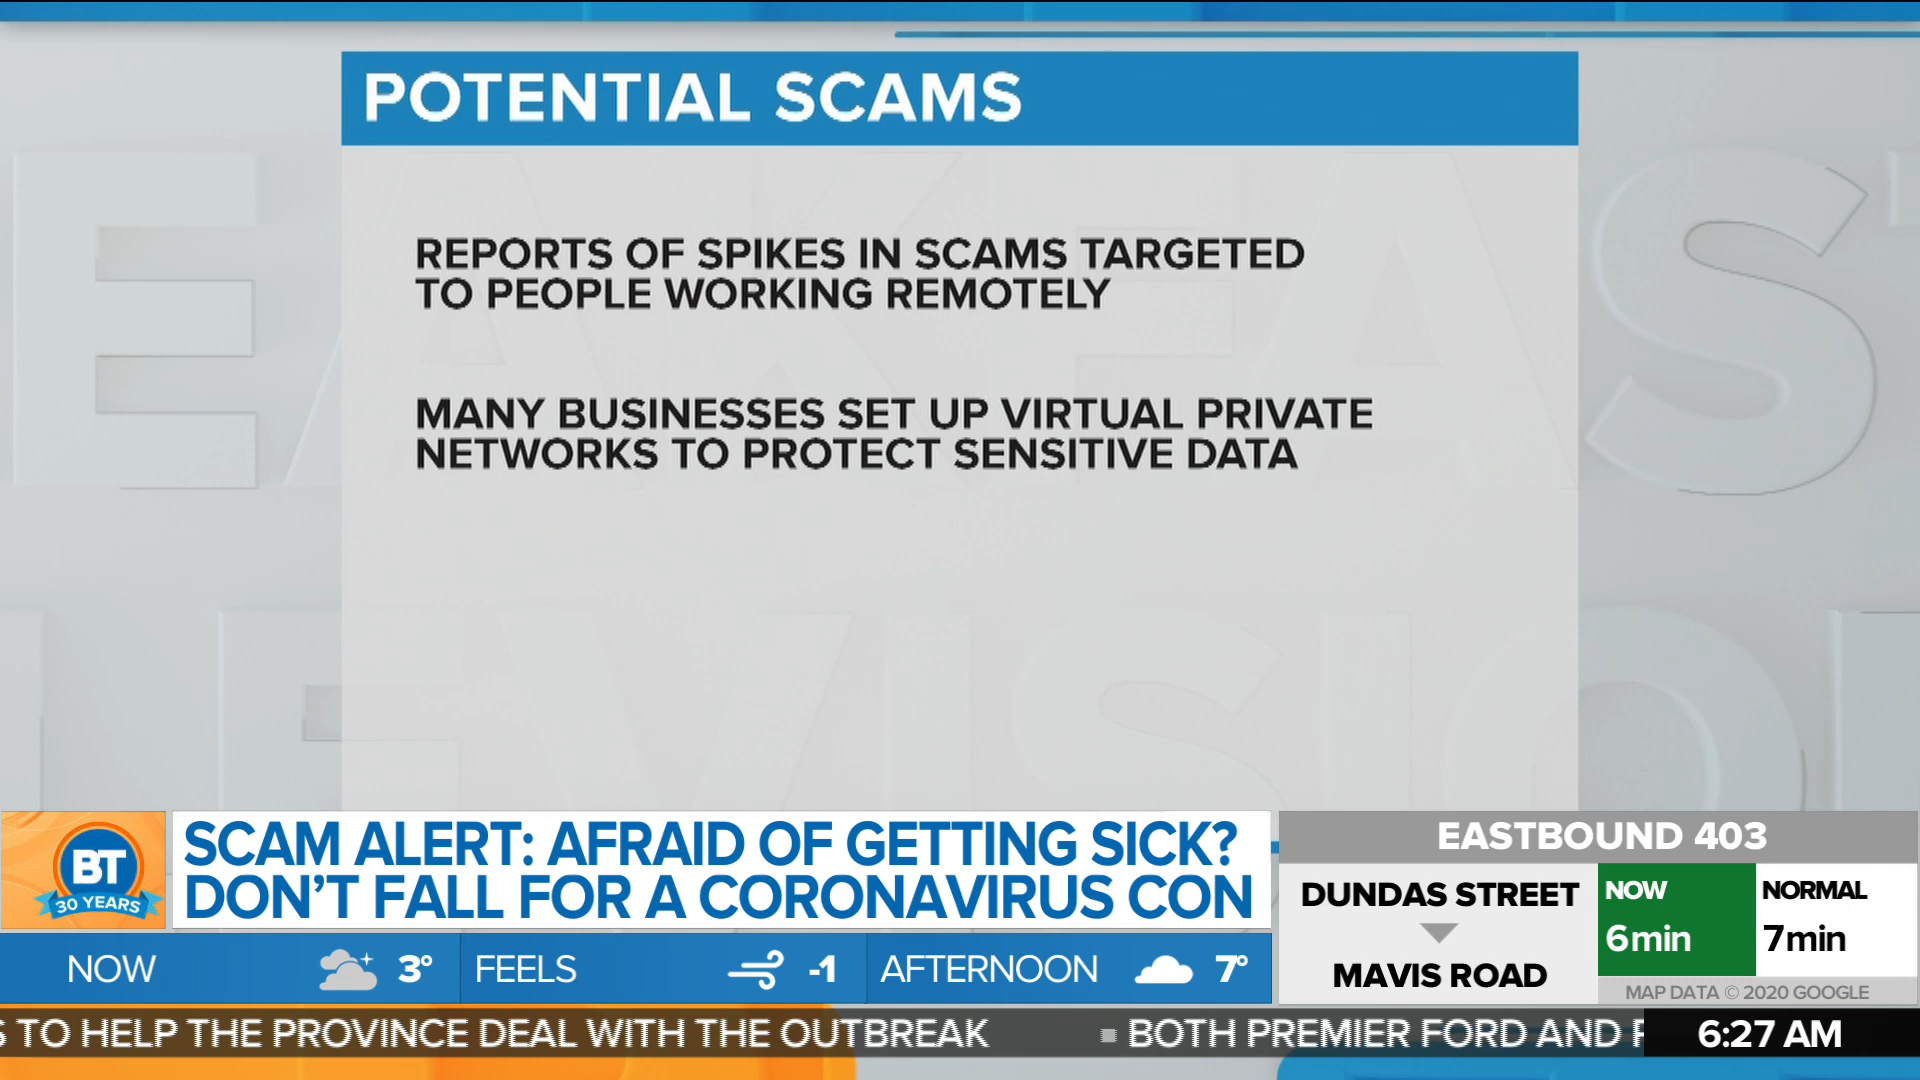 POTENTIAL SCAMS
REPORTS OF SPIKES IN SCAMS TARGETED
TO PEOPLE WORKING REMOTELY
MANY BUSINESSES SET UP VIRTUAL PRIVATE
NETWORKS TO PROTECT SENSITIVE DATA
BT
30 YEARS
SCAM ALERT: AFRAID OF GETTING SICK?
DON'T FALL FOR A CORONAVIRUS CON
EASTBOUND 403
DUNDAS STREET
MAVIS ROAD
NOW
6min
NORMAL
7min
MAP DATA © 2020 GOOGLE
NOW 3° FEELS -1 AFTERNOON 7°
TO HELP THE PROVINCE DEAL WITH THE OUTBREAK ▪ BOTH PREMIER FORD AND
6:27 AM